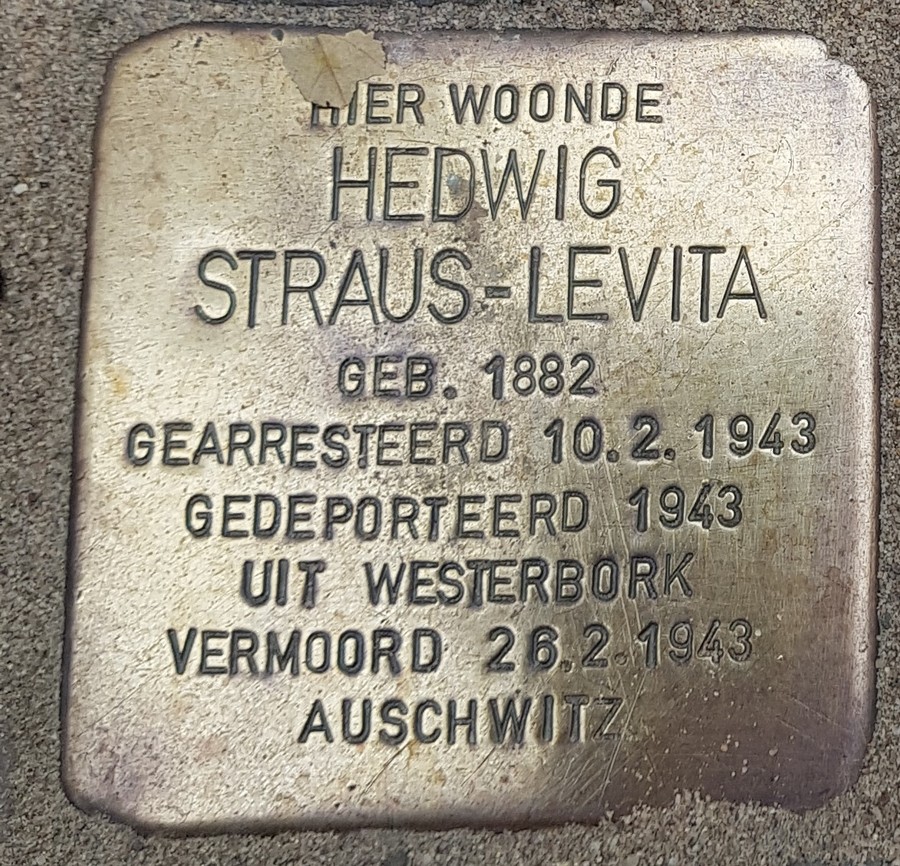 HIER WOONDE
HEDWIG
STRAUS-LEVITA
GEB. 1882
GEARRESTEERD 10.2.1943
GEDEPORTEERD 1943
UIT WESTERBORK
VERMOORD 26.2.1943
AUSCHWITZ